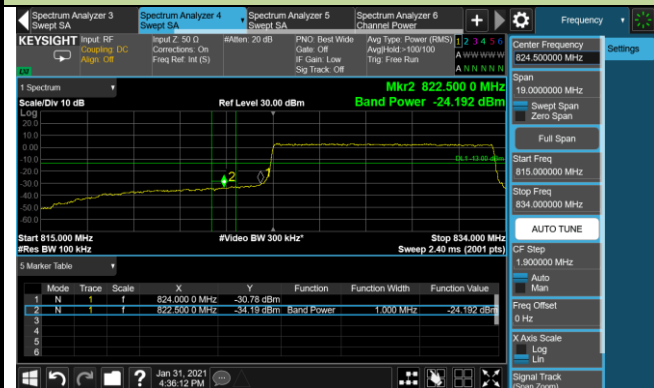 Spectrum Analyzer 3
Swept SA
Spectrum Analyzer 4
Swept SA
Spectrum Analyzer 5
Swept SA
Spectrum Analyzer 6
Channel Power
Frequency
KEYSIGHT
Input: RF
Coupling: DC
Align: Off
Input Z: 50 Ω
Corrections: On
Freq Ref: Int (S)
#Atten: 20 dB
PNO: Best Wide
Gate: Off
IF Gain: Low
Sig Track: Off
Avg Type: Power (RMS)
Avg|Hold:>100/100
Trig: Free Run
1 2 3 4 5 6
A W W W W W
A N N N N N
1 Spectrum
Scale/Div 10 dB
Ref Level 30.00 dBm
Mkr2 822.500 0 MHz
Band Power -24.192 dBm
Log
20.0
10.0
0.00
-10.0
-20.0
-30.0
-40.0
-50.0
-60.0
DL1 -13.00 dBm
2
1
Start 815.000 MHz
#Video BW 300 kHz*
Stop 834.000 MHz
#Res BW 100 kHz
Sweep 2.40 ms (2001 pts)
5 Marker Table
Mode Trace Scale X Y Function Function Width Function Value
1 N 1 f 824.000 0 MHz -30.78 dBm
2 N 1 f 822.500 0 MHz -34.19 dBm Band Power 1.000 MHz -24.192 dBm
3
4
5
6
Jan 31, 2021
4:36:12 PM
Center Frequency
824.500000 MHz
Settings
Span
19.0000000 MHz
Swept Span
Zero Span
Full Span
Start Freq
815.000000 MHz
Stop Freq
834.000000 MHz
AUTO TUNE
CF Step
1.900000 MHz
Auto
Man
Freq Offset
0 Hz
X Axis Scale
Log
Lin
Signal Track
(Span Zoom)